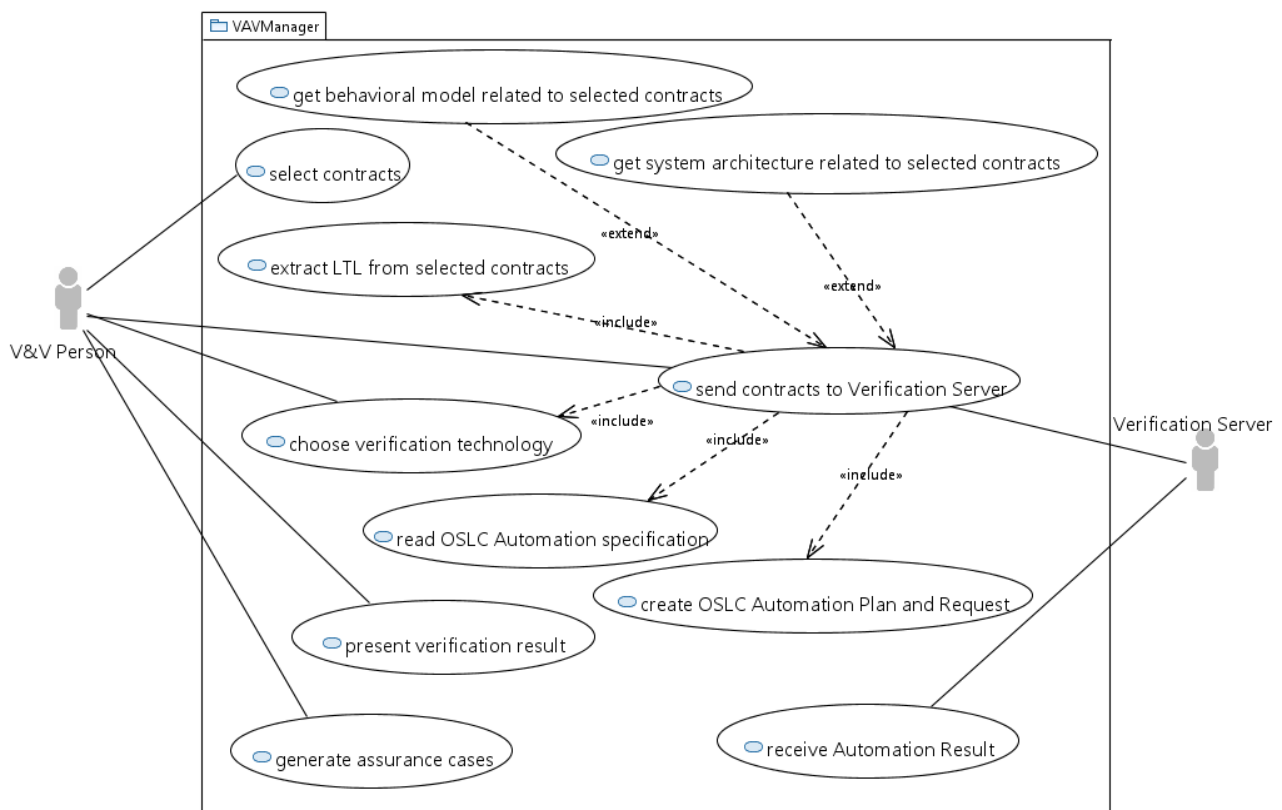 VAVManager
get behavioral model related to selected contracts
get system architecture related to selected contracts
select contracts
«extend»
extract LTL from selected contracts
«extend»
«include»
V&V Person
send contracts to Verification Server
«include»
choose verification technology
«include»
Verification Server
«include»
read OSLC Automation specification
create OSLC Automation Plan and Request
present verification result
generate assurance cases
receive Automation Result